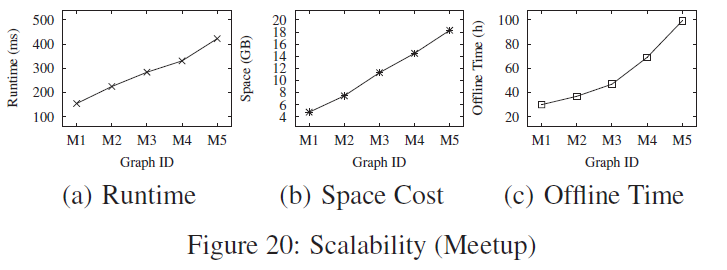 Runtime (ms)
500
400
300
200
100
M1 M2 M3 M4 M5
Graph ID
(a) Runtime
Space (GB)
20
18
16
14
12
10
8
6
4
M1 M2 M3 M4 M5
Graph ID
(b) Space Cost
Offline Time (h)
100
80
60
40
20
M1 M2 M3 M4 M5
Graph ID
(c) Offline Time
Figure 20: Scalability (Meetup)